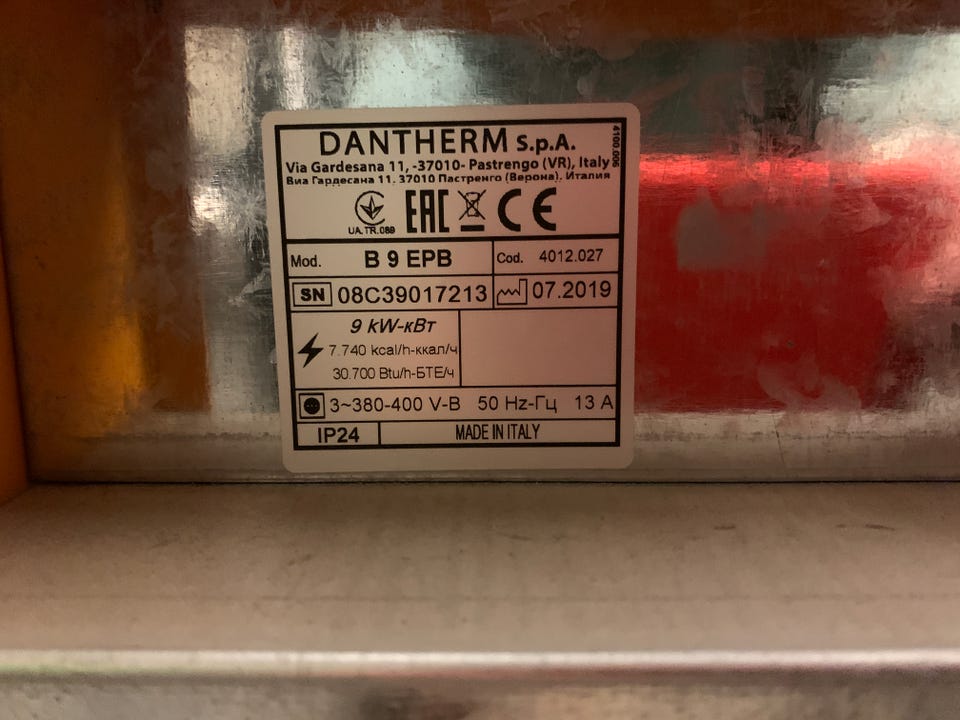 DANTHERM S.p.A.
Via Gardesana 11, -37010- Pastrengo (VR), Italy
Виа Гардесана 11, 37010 Пастренго (Верона), Италия
4100.006
UA.TR.089
EAC CE
Mod. B 9 EPB Cod. 4012.027
SN 08C39017213 07.2019
9 kW-кВт
7.740 kcal/h-ккал/ч
30.700 Btu/h-БТЕ/ч
3~380-400 V-В 50 Hz-Гц 13 A
IP24 MADE IN ITALY